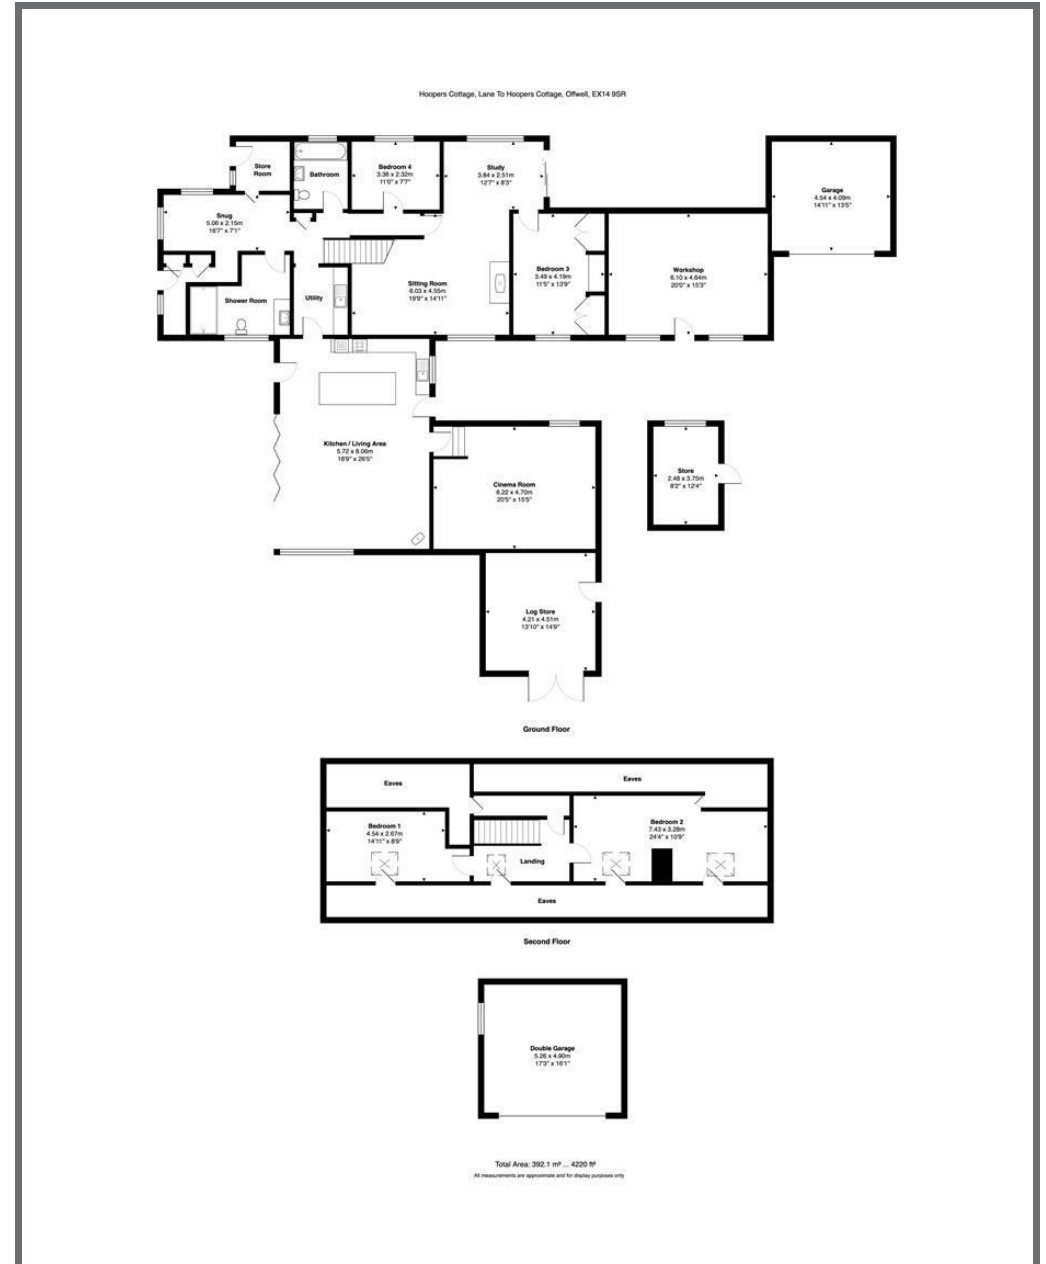 Hoopers Cottage, Lane To Hoopers Cottage, Offwell, EX14 9SR
Store
Room
Bathroom
Bedroom 4
3.36 x 2.32m
11'0" x 7'7"
Study
3.84 x 2.51m
12'7" x 8'3"
Garage
4.54 x 4.09m
14'11" x 13'5"
Snug
5.06 x 2.15m
16'7" x 7'1"
Shower Room
Utility
Sitting Room
6.03 x 4.55m
19'9" x 14'11"
Bedroom 3
3.49 x 4.19m
11'5" x 13'9"
Workshop
6.10 x 4.64m
20'0" x 15'3"
Kitchen / Living Area
5.72 x 8.06m
18'9" x 26'5"
Cinema Room
6.22 x 4.70m
20'5" x 15'5"
Store
2.48 x 3.75m
8'2" x 12'4"
Log Store
4.21 x 4.51m
13'10" x 14'9"
Ground Floor
Eaves
Eaves
Bedroom 1
4.54 x 2.67m
14'11" x 8'9"
Landing
Bedroom 2
7.43 x 3.28m
24'4" x 10'9"
Eaves
Second Floor
Double Garage
5.26 x 4.90m
17'3" x 16'1"
Total Area: 392.1 m² ... 4220 ft²
All measurements are approximate and for display purposes only